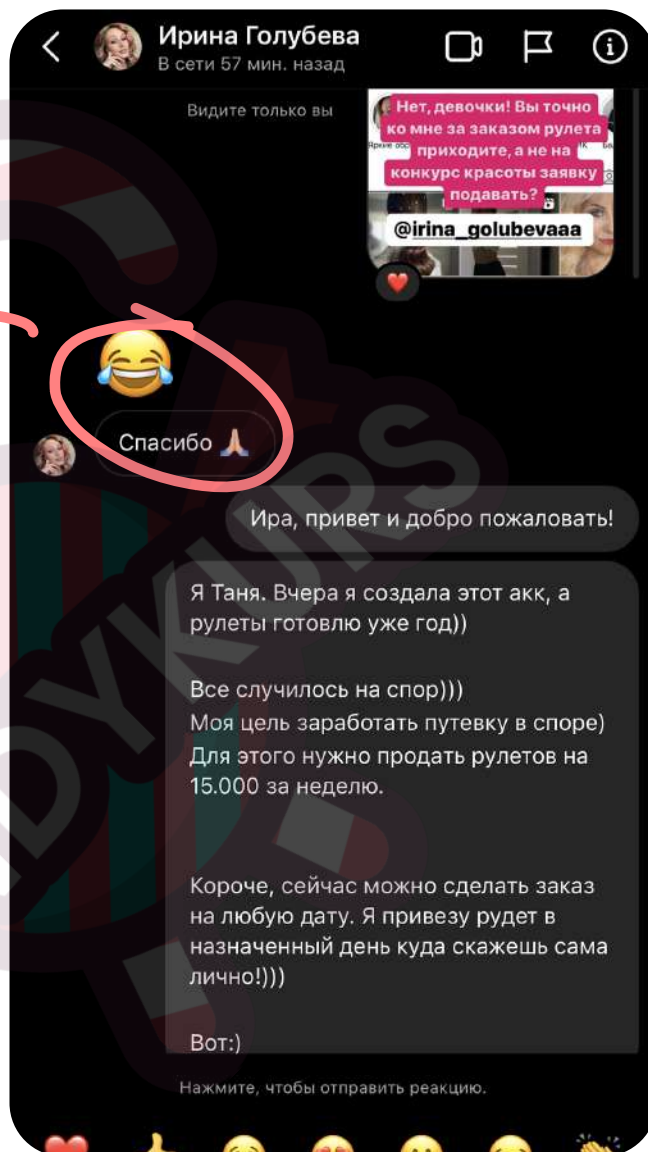 Ирина Голубева
В сети 57 мин. назад
Видите только вы
Нет, девочки! Вы точно
ко мне за заказом рулета
приходите, а не на
конкурс красоты заявку
подавать?
@irina_golubevaaa
Спасибо 🙏🏼
Ира, привет и добро пожаловать!
Я Таня. Вчера я создала этот акк, а
рулеты готовлю уже год))
Все случилось на спор)))
Моя цель заработать путевку в споре)
Для этого нужно продать рулетов на
15.000 за неделю.
Короче, сейчас можно сделать заказ
на любую дату. Я привезу рудет в
назначенный день куда скажешь сама
лично!)))
Вот:)
Нажмите, чтобы отправить реакцию.